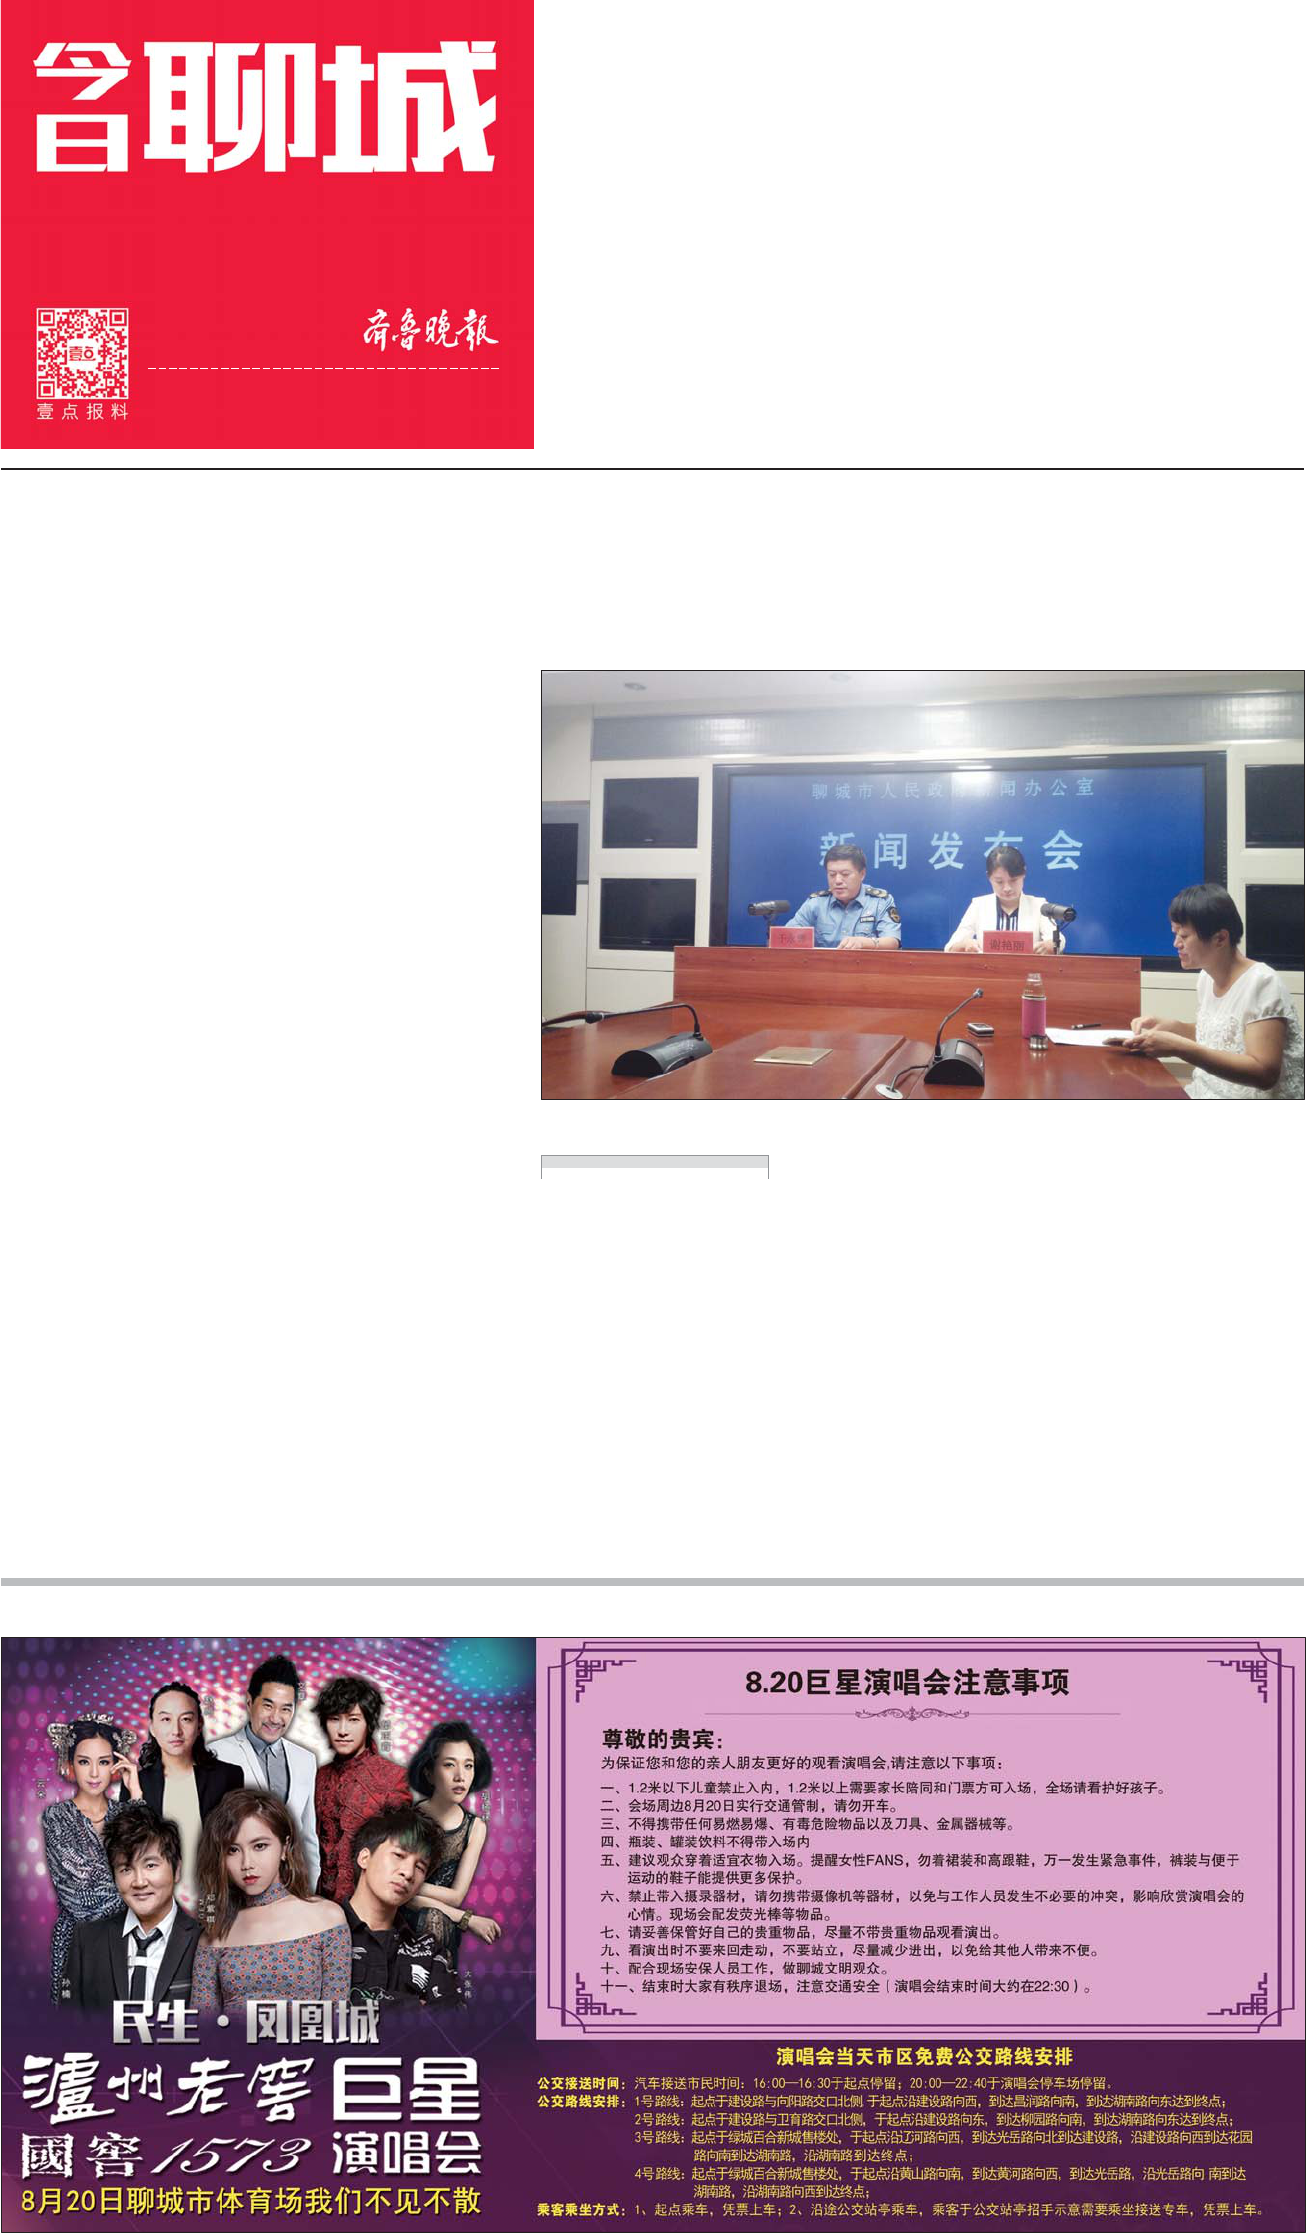 今日聊城
齐鲁晚報
壹点
壹点报料
聊城市人民政府新闻办公室
新闻发布会
谢艳丽
民生·凤凰城
泸州老窖 巨星
國窖1573 演唱会
8月20日聊城市体育场我们不见不散
孙楠
邓紫棋
大张伟
8.20巨星演唱会注意事项
尊敬的贵宾：
为保证您和您的亲人朋友更好的观看演唱会,请注意以下事项：
一、1.2米以下儿童禁止入内，1.2米以上需要家长陪同和门票方可入场，全场请看护好孩子。
二、会场周边8月20日实行交通管制，请勿开车。
三、不得携带任何易燃易爆、有毒危险物品以及刀具、金属器械等。
四、瓶装、罐装饮料不得带入场内
五、建议观众穿着适宜衣物入场。提醒女性FANS，勿着裙装和高跟鞋，万一发生紧急事件，裤装与便于
运动的鞋子能提供更多保护。
六、禁止带入摄录器材，请勿携带摄像机等器材，以免与工作人员发生不必要的冲突，影响欣赏演唱会的
心情。现场会配发荧光棒等物品。
七、请妥善保管好自己的贵重物品，尽量不带贵重物品观看演出。
九、看演出时不要来回走动，不要站立，尽量减少进出，以免给其他人带来不便。
十、配合现场安保人员工作，做聊城文明观众。
十一、结束时大家有秩序退场，注意交通安全（演唱会结束时间大约在22:30）。
演唱会当天市区免费公交路线安排
公交接送时间：汽车接送市民时间：16:00—16:30于起点停留；20:00—22:40于演唱会停车场停留。
公交路线安排：1号路线：起点于建设路与向阳路交口北侧,于起点沿建设路向西，到达昌润路向南，到达湖南路向东达到终点；
2号路线：起点于建设路与卫育路交口北侧，于起点沿建设路向东，到达柳园路向南，到达湖南路向东达到终点；
3号路线：起点于绿城百合新城售楼处，于起点沿辽河路向西，到达光岳路向北到达建设路，沿建设路向西到达花园
路向南到达湖南路，沿湖南路到达终点；
4号路线：起点于绿城百合新城售楼处，于起点沿黄山路向南，到达黄河路向西，到达光岳路，沿光岳路向 南到达
湖南路，沿湖南路向西到达终点；
乘客乘坐方式：1、起点乘车，凭票上车；2、沿途公交站亭乘车，乘客于公交站亭招手示意需要乘坐接送专车，凭票上车。